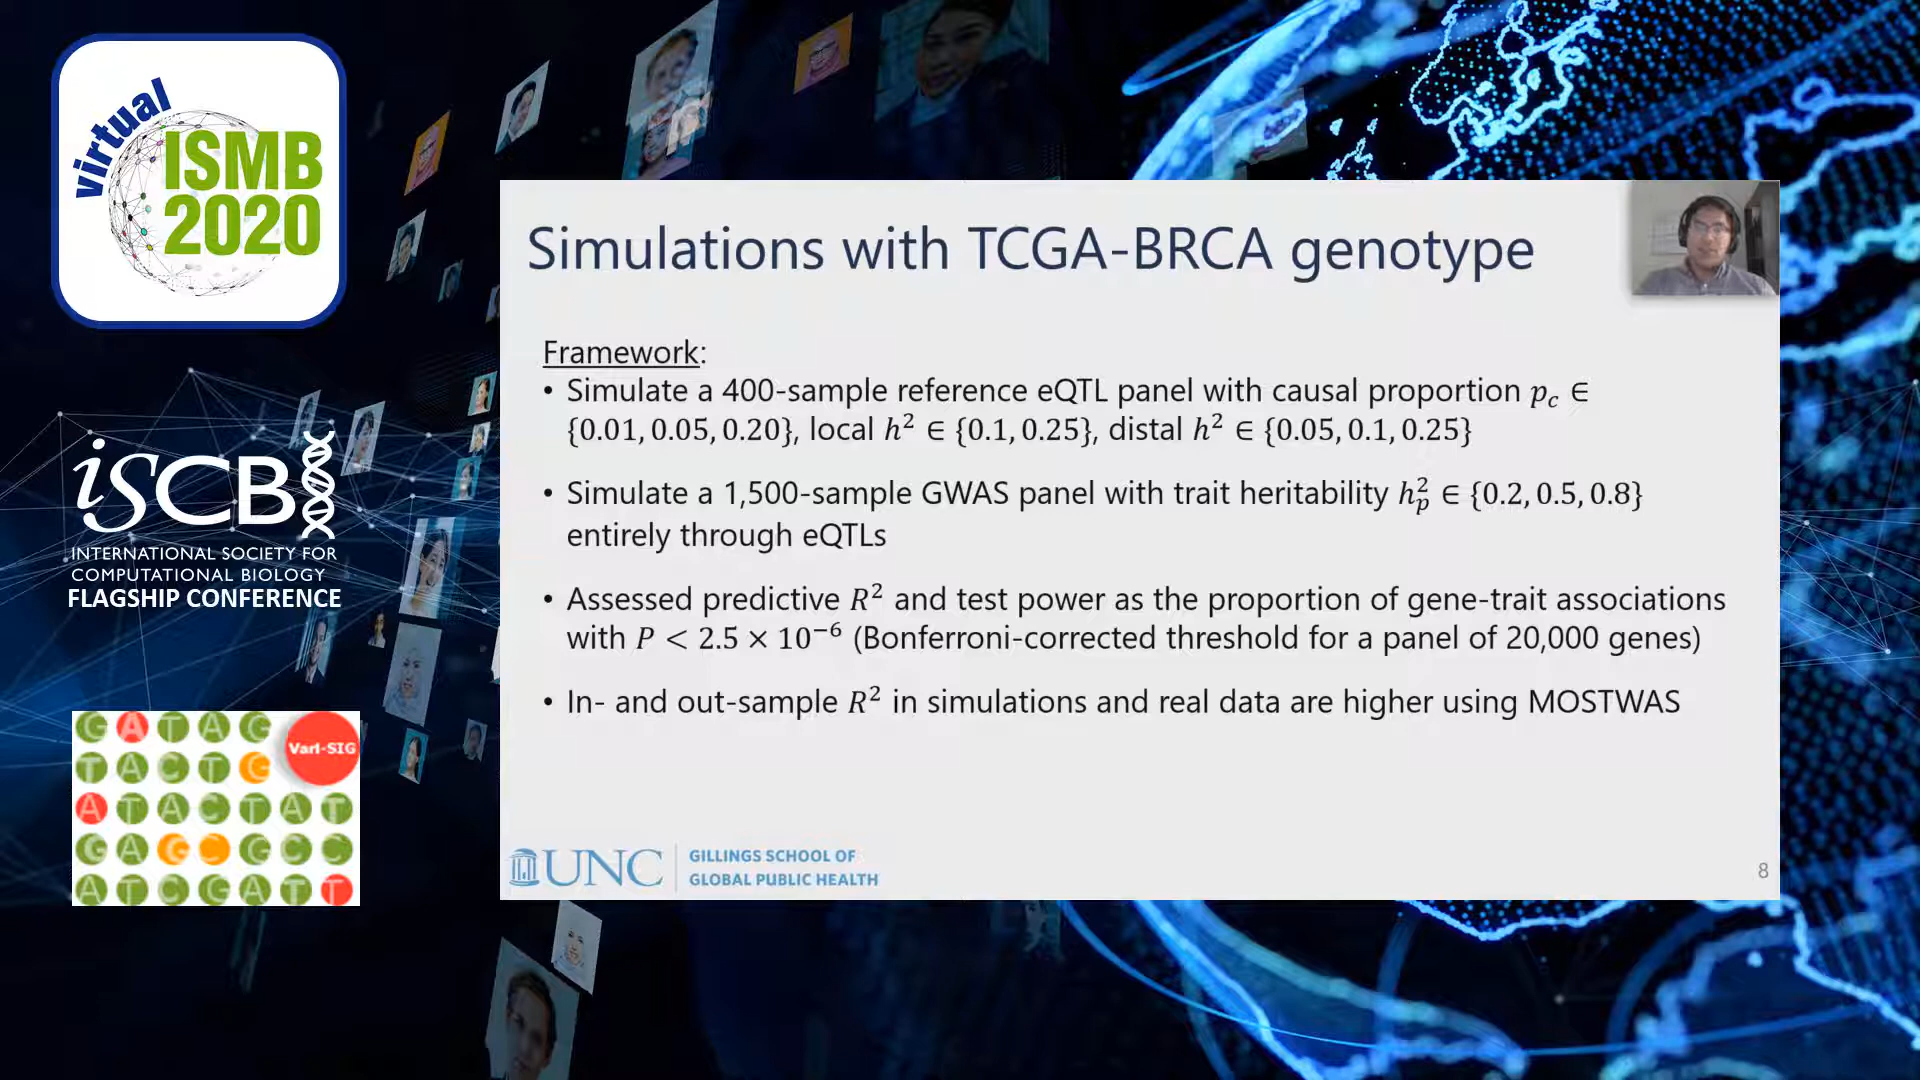 virtual
ISMB
2020
iSCB
INTERNATIONAL SOCIETY FOR
COMPUTATIONAL BIOLOGY
FLAGSHIP CONFERENCE
G A T A G
Vari-SIG
T A C T G
A T A C T A T
G A G C G C C
A T C G A T T
Simulations with TCGA-BRCA genotype
Framework:
• Simulate a 400-sample reference eQTL panel with causal proportion p_c ∈
{0.01, 0.05, 0.20}, local h² ∈ {0.1, 0.25}, distal h² ∈ {0.05, 0.1, 0.25}
• Simulate a 1,500-sample GWAS panel with trait heritability h_p² ∈ {0.2, 0.5, 0.8}
entirely through eQTLs
• Assessed predictive R² and test power as the proportion of gene-trait associations
with P < 2.5 × 10⁻⁶ (Bonferroni-corrected threshold for a panel of 20,000 genes)
• In- and out-sample R² in simulations and real data are higher using MOSTWAS
UNC
GILLINGS SCHOOL OF
GLOBAL PUBLIC HEALTH
8